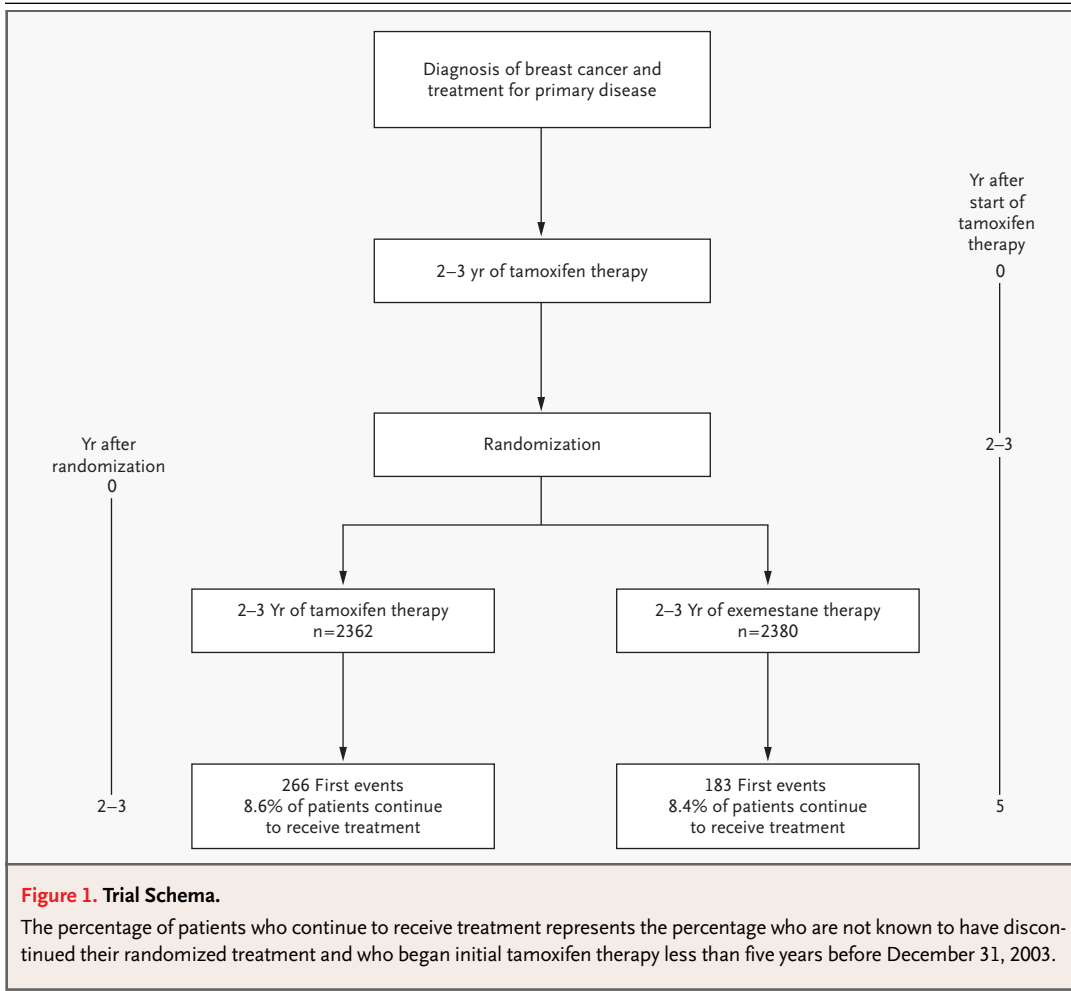 Diagnosis of breast cancer and
treatment for primary disease
Yr after
start of
tamoxifen
therapy
0
2–3 yr of tamoxifen therapy
Randomization
2–3
Yr after
randomization
0
2–3 Yr of tamoxifen therapy
n=2362
2–3 Yr of exemestane therapy
n=2380
2–3
266 First events
8.6% of patients continue
to receive treatment
183 First events
8.4% of patients continue
to receive treatment
5
Figure 1. Trial Schema.
The percentage of patients who continue to receive treatment represents the percentage who are not known to have discon-
tinued their randomized treatment and who began initial tamoxifen therapy less than five years before December 31, 2003.